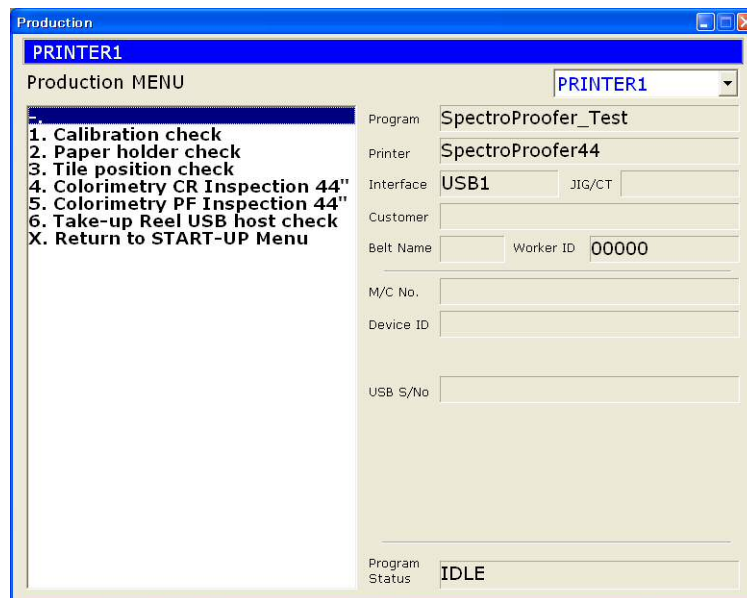 Production
PRINTER1
Production MENU
PRINTER1
-.
1. Calibration check
2. Paper holder check
3. Tile position check
4. Colorimetry CR Inspection 44"
5. Colorimetry PF Inspection 44"
6. Take-up Reel USB host check
X. Return to START-UP Menu
Program SpectroProofer_Test
Printer SpectroProofer44
Interface USB1 JIG/CT
Customer
Belt Name Worker ID 00000
M/C No.
Device ID
USB S/No
Program
Status IDLE